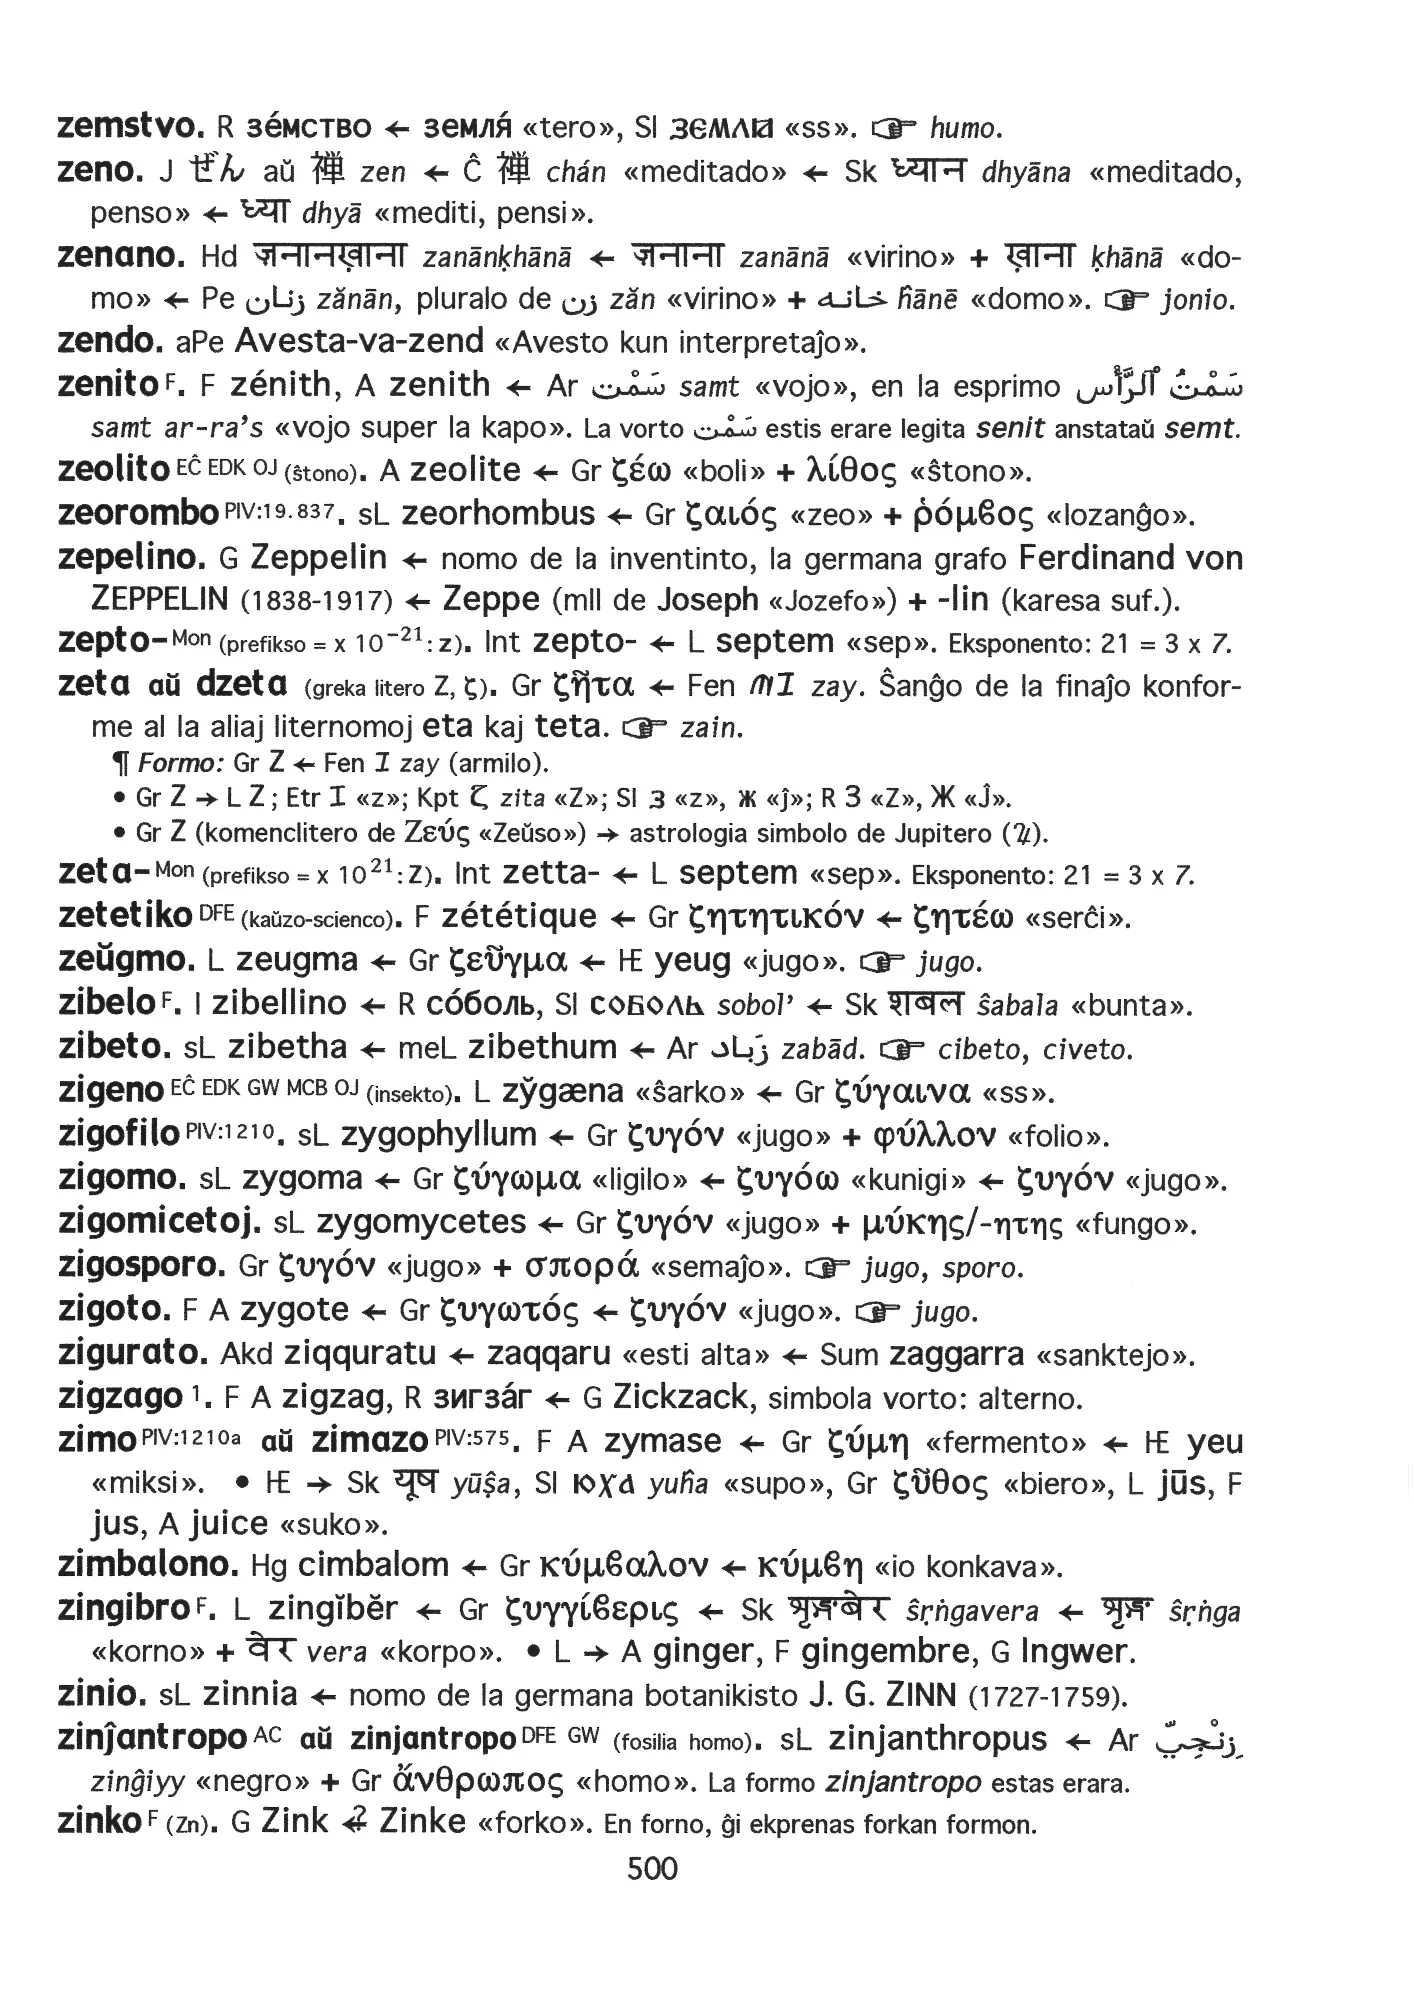 zemstvo. R зéмство ← земля́ «tero», Sl землꙗ «ss». ☞ humo.
zeno. J ぜん aŭ 禅 zen ← Ĉ 禅 chán «meditado» ← Sk ध्यान dhyāna «meditado,
penso» ← ध्या dhyā «mediti, pensi».
zenano. Hd ज़नानख़ाना zanānḳhānā ← ज़नाना zanānā «virino» + ख़ाना ḳhānā «do-
mo» ← Pe زنان zănān, pluralo de زن zăn «virino» + خانه ĥānē «domo». ☞ jonio.
zendo. aPe Avesta-va-zend «Avesto kun interpretaĵo».
zenito F. F zénith, A zenith ← Ar سَمْت samt «vojo», en la esprimo سَمْتُ ٱلرَّأْس
samt ar-ra’s «vojo super la kapo». La vorto سَمْت estis erare legita senit anstataŭ semt.
zeolito EĈ EDK OJ (ŝtono). A zeolite ← Gr ζέω «boli» + λίθος «ŝtono».
zeorombo PIV:19.837. sL zeorhombus ← Gr ζαιός «zeo» + ῥόμϐος «lozanĝo».
zepelino. G Zeppelin ← nomo de la inventinto, la germana grafo Ferdinand von
ZEPPELIN (1838-1917) ← Zeppe (mll de Joseph «Jozefo») + -lin (karesa suf.).
zepto- Mon (prefikso = x 10⁻²¹: z). Int zepto- ← L septem «sep». Eksponento: 21 = 3 x 7.
zeta aŭ dzeta (greka litero Z, ζ). Gr ζῆτα ← Fen zay. Ŝanĝo de la finaĵo konfor-
me al la aliaj liternomoj eta kaj teta. ☞ zain.
¶ Formo: Gr Z ← Fen I zay (armilo).
• Gr Z → L Z; Etr I «z»; Kpt Ⲍ zita «Z»; Sl з «z», ж «ĵ»; R З «Z», Ж «Ĵ».
• Gr Z (komenclitero de Ζεύς «Zeŭso») → astrologia simbolo de Jupitero (♃).
zeta- Mon (prefikso = x 10²¹: Z). Int zetta- ← L septem «sep». Eksponento: 21 = 3 x 7.
zetetiko DFE (kaŭzo-scienco). F zététique ← Gr ζητητικόν ← ζητέω «serĉi».
zeŭgmo. L zeugma ← Gr ζεῦγμα ← IE yeug «jugo». ☞ jugo.
zibelo F. I zibellino ← R сóболь, Sl соболь sobol’ ← Sk शबल ŝabala «bunta».
zibeto. sL zibetha ← meL zibethum ← Ar زَباد zabād. ☞ cibeto, civeto.
zigeno EĈ EDK GW MCB OJ (insekto). L zy̆gæna «ŝarko» ← Gr ζύγαινα «ss».
zigofilo PIV:1210. sL zygophyllum ← Gr ζυγόν «jugo» + φύλλον «folio».
zigomo. sL zygoma ← Gr ζύγωμα «ligilo» ← ζυγόω «kunigi» ← ζυγόν «jugo».
zigomicetoj. sL zygomycetes ← Gr ζυγόν «jugo» + μύκης/-ητης «fungo».
zigosporo. Gr ζυγόν «jugo» + σπορά «semaĵo». ☞ jugo, sporo.
zigoto. F A zygote ← Gr ζυγωτός ← ζυγόν «jugo». ☞ jugo.
zigurato. Akd ziqquratu ← zaqqaru «esti alta» ← Sum zaggarra «sanktejo».
zigzago 1. F A zigzag, R зигзáг ← G Zickzack, simbola vorto: alterno.
zimo PIV:1210a aŭ zimazo PIV:575. F A zymase ← Gr ζύμη «fermento» ← IE yeu
«miksi». • IE → Sk यूष yūṣa, Sl юха yuĥa «supo», Gr ζῦθος «biero», L jūs, F
jus, A juice «suko».
zimbalono. Hg cimbalom ← Gr κύμϐαλον ← κύμϐη «io konkava».
zingibro F. L zingĭbĕr ← Gr ζυγγίϐερις ← Sk शृङ्गवेर ŝṛṅgavera ← शृङ्ग ŝṛṅga
«korno» + वेर vera «korpo». • L → A ginger, F gingembre, G Ingwer.
zinio. sL zinnia ← nomo de la germana botanikisto J. G. ZINN (1727-1759).
zinĵantropo AC aŭ zinjantropo DFE GW (fosilia homo). sL zinjanthropus ← Ar زِنْجِيّ
zinĝiyy «negro» + Gr ἄνθρωπος «homo». La formo zinjantropo estas erara.
zinko F (Zn). G Zink ←? Zinke «forko». En forno, ĝi ekprenas forkan formon.
500